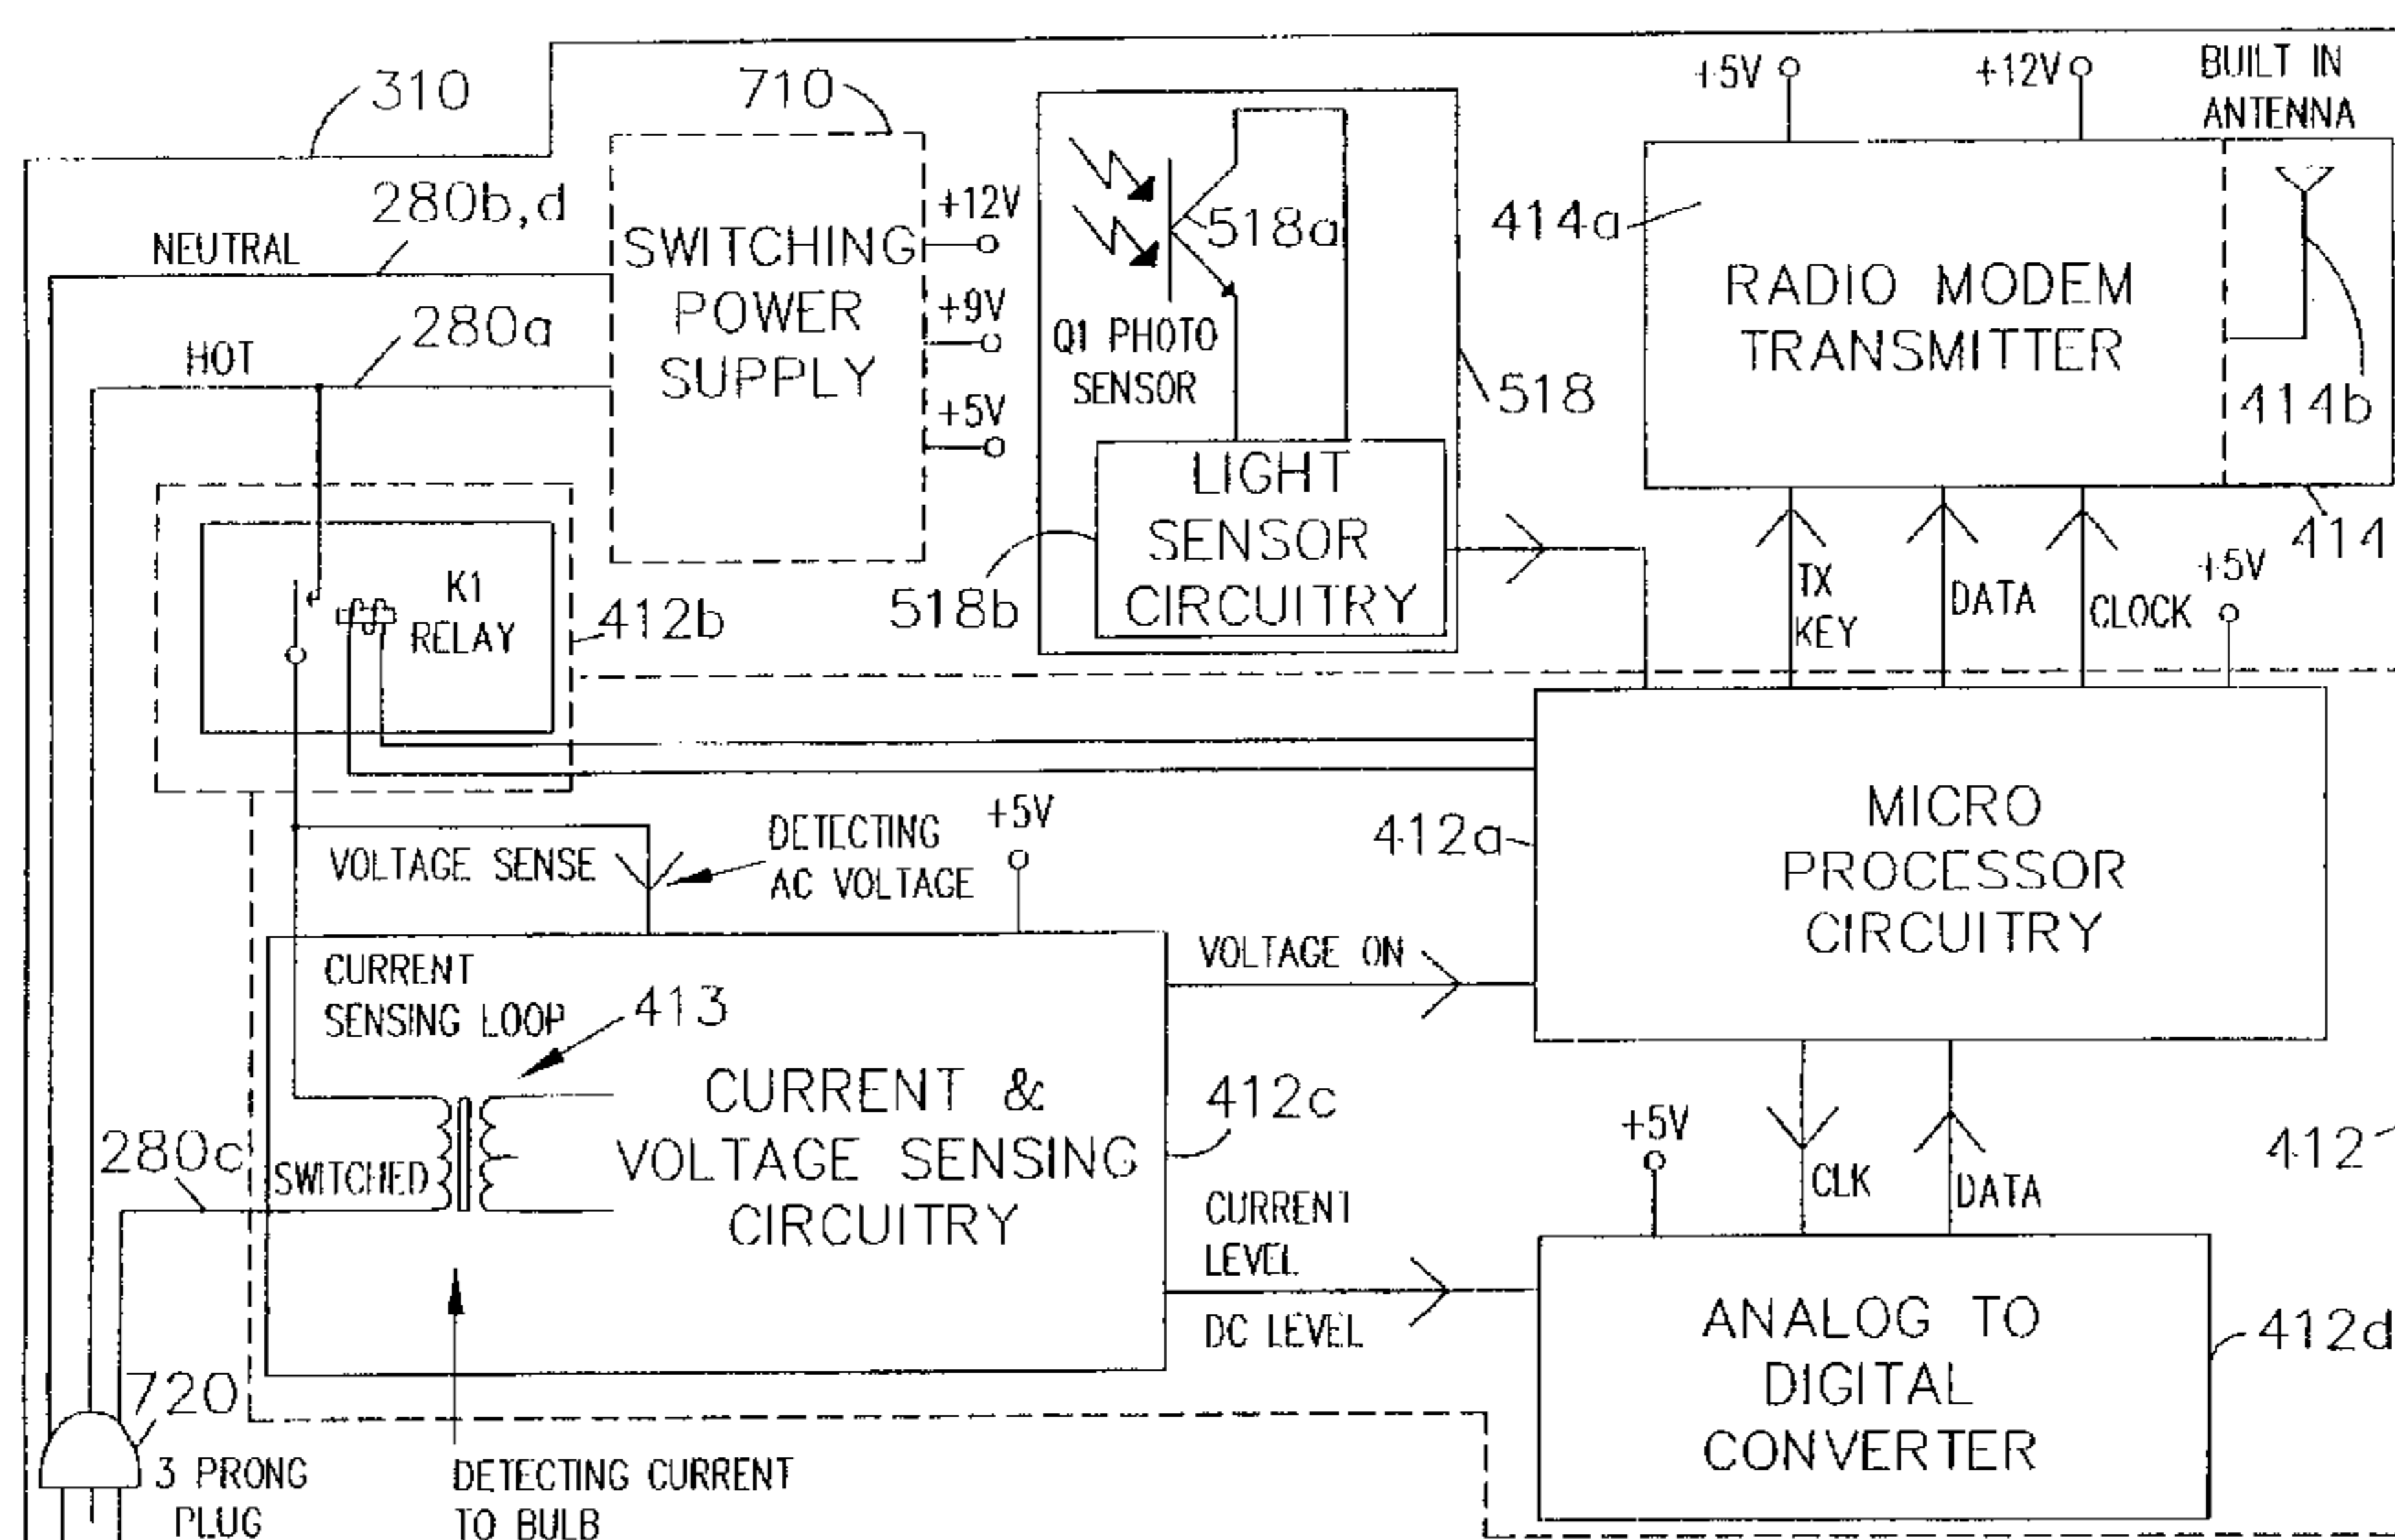 310
710
+5V
+12V
BUILT IN
ANTENNA
280b,d
NEUTRAL
280a
HOT
SWITCHING
POWER
SUPPLY
+12V
+9V
+5V
518a
Q1 PHOTO
SENSOR
518
LIGHT
SENSOR
CIRCUITRY
518b
414a
RADIO MODEM
TRANSMITTER
414b
414
TX
KEY
DATA
CLOCK
+5V
K1
RELAY
412b
MICRO
PROCESSOR
CIRCUITRY
412a
VOLTAGE SENSE
DETECTING
AC VOLTAGE
+5V
CURRENT
SENSING LOOP
413
CURRENT &
VOLTAGE SENSING
CIRCUITRY
VOLTAGE ON
412c
280c
SWITCHED
CURRENT
LEVEL
DC LEVEL
+5V
CLK
DATA
412
ANALOG TO
DIGITAL
CONVERTER
412d
720
3 PRONG
PLUG
DETECTING CURRENT
TO BULB